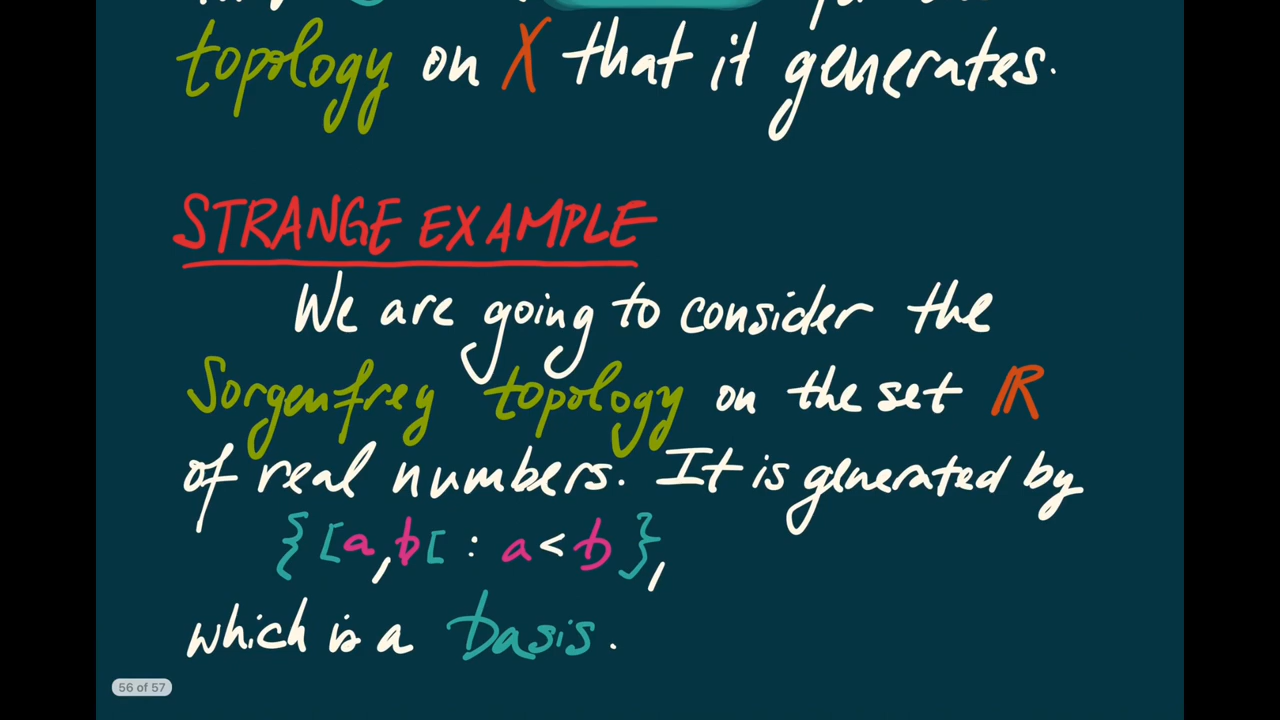 topology on X that it generates.
STRANGE EXAMPLE
We are going to consider the
Sorgenfrey topology on the set ℝ
of real numbers. It is generated by
{[a,b[ : a<b},
which is a basis.
56 of 57